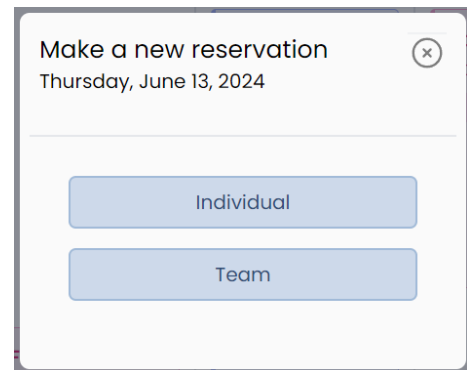 Make a new reservation
Thursday, June 13, 2024
Individual
Team